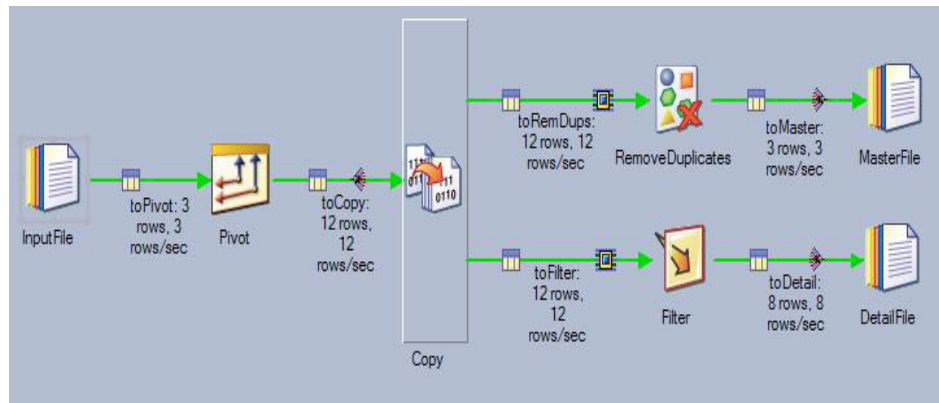 InputFile
toPivot: 3
rows, 3
rows/sec
Pivot
toCopy:
12 rows,
12
rows/sec
Copy
toRemDups:
12 rows, 12
rows/sec
RemoveDuplicates
toMaster:
3 rows, 3
rows/sec
MasterFile
toFilter:
12 rows,
12
rows/sec
Filter
toDetail:
8 rows, 8
rows/sec
DetailFile